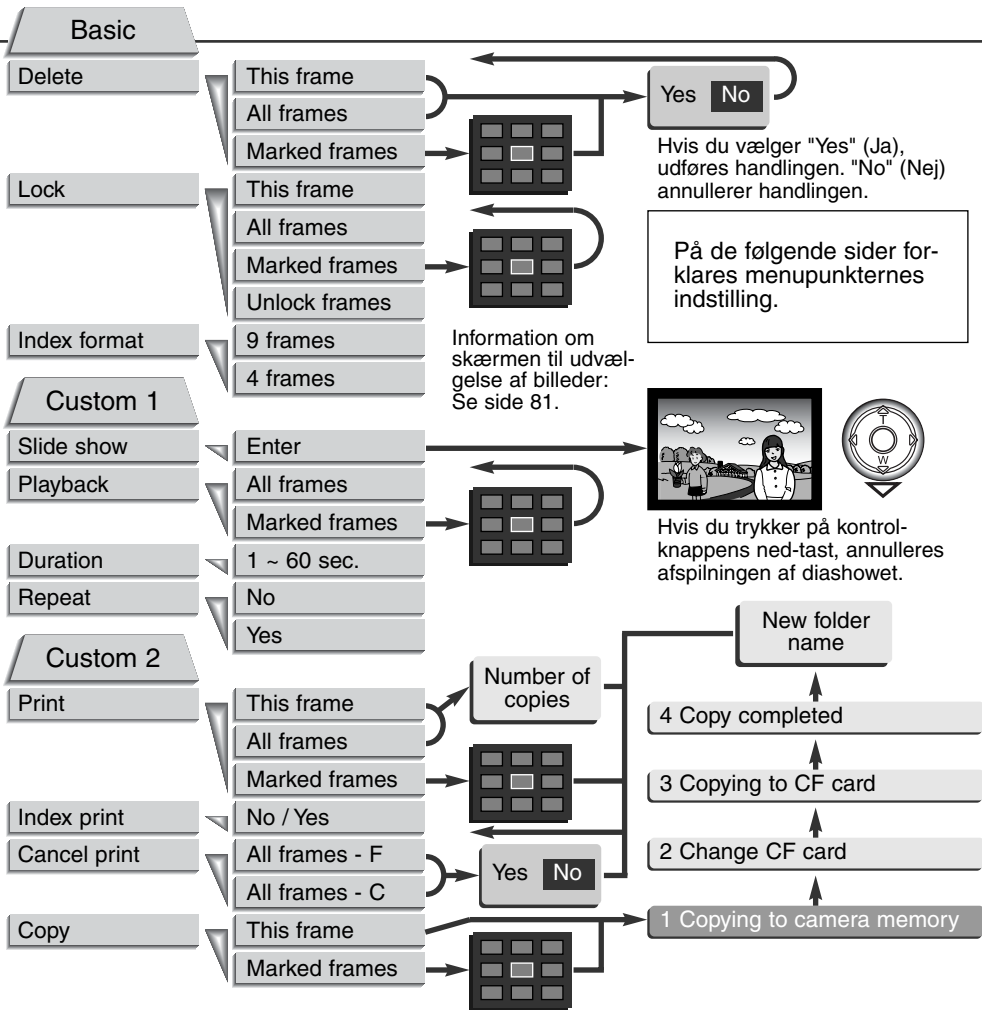 Basic
Delete
This frame
All frames
Marked frames
Yes No
Hvis du vælger "Yes" (Ja),
udføres handlingen. "No" (Nej)
annullerer handlingen.
Lock
This frame
All frames
Marked frames
Unlock frames
På de følgende sider for-
klares menupunkternes
indstilling.
Index format
9 frames
4 frames
Information om
skærmen til udvæl-
gelse af billeder:
Se side 81.
Custom 1
Slide show
Enter
T
W
Playback
All frames
Marked frames
Hvis du trykker på kontrol-
knappens ned-tast, annulleres
afspilningen af diashowet.
Duration
1 ~ 60 sec.
Repeat
No
Yes
Custom 2
Print
This frame
All frames
Marked frames
Number of
copies
New folder
name
4 Copy completed
3 Copying to CF card
2 Change CF card
1 Copying to camera memory
Index print
No / Yes
Cancel print
All frames - F
All frames - C
Yes No
Copy
This frame
Marked frames